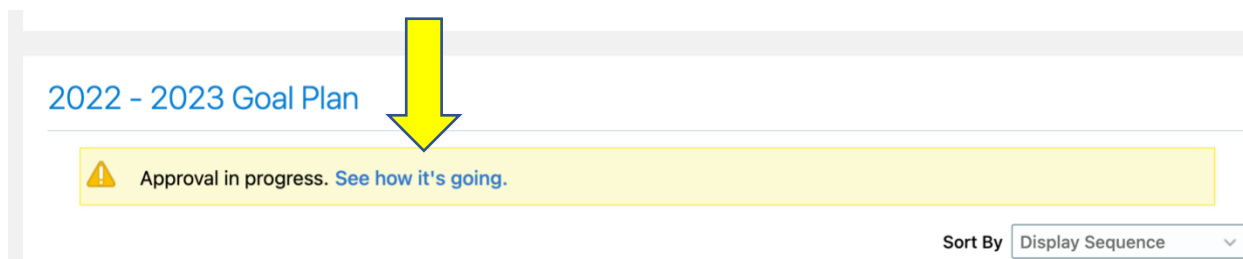 2022 - 2023 Goal Plan
Approval in progress. See how it's going.
Sort By Display Sequence